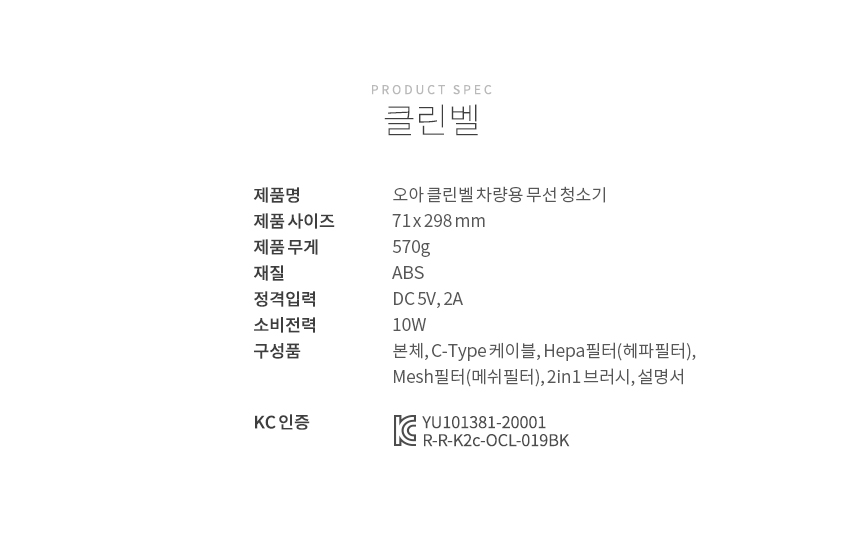 PRODUCT SPEC
클린벨
제품명 오아 클린벨 차량용 무선 청소기
제품 사이즈 71 x 298 mm
제품 무게 570g
재질 ABS
정격입력 DC 5V, 2A
소비전력 10W
구성품 본체, C-Type 케이블, Hepa필터(헤파필터),
Mesh필터(메쉬필터), 2in1 브러시, 설명서
KC 인증 YU101381-20001
R-R-K2c-OCL-019BK